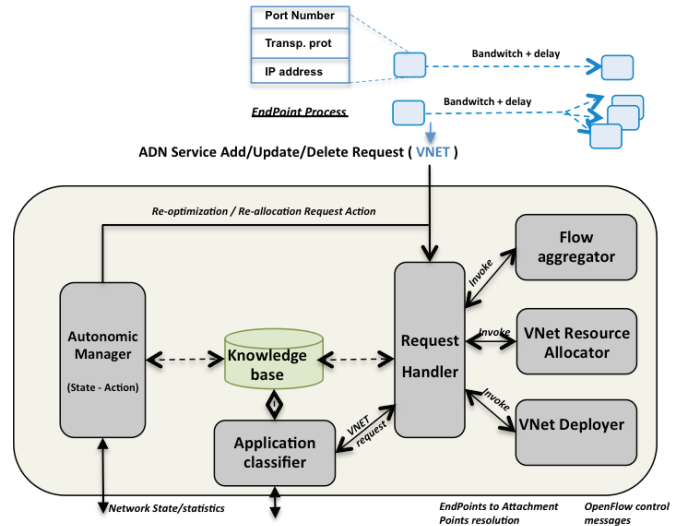 Port Number
Transp. prot
IP address
Bandwitch + delay
EndPoint Process
Bandwitch + delay
ADN Service Add/Update/Delete Request ( VNET )
Re-optimization / Re-allocation Request Action
Flow
aggregator
Invoke
Autonomic
Manager
(State - Action)
Knowledge
base
Request
Handler
Invoke
VNet Resource
Allocator
Invoke
VNet Deployer
Application
classifier
VNET
request
Network State/statistics
EndPoints to Attachment
Points resolution
OpenFlow control
messages